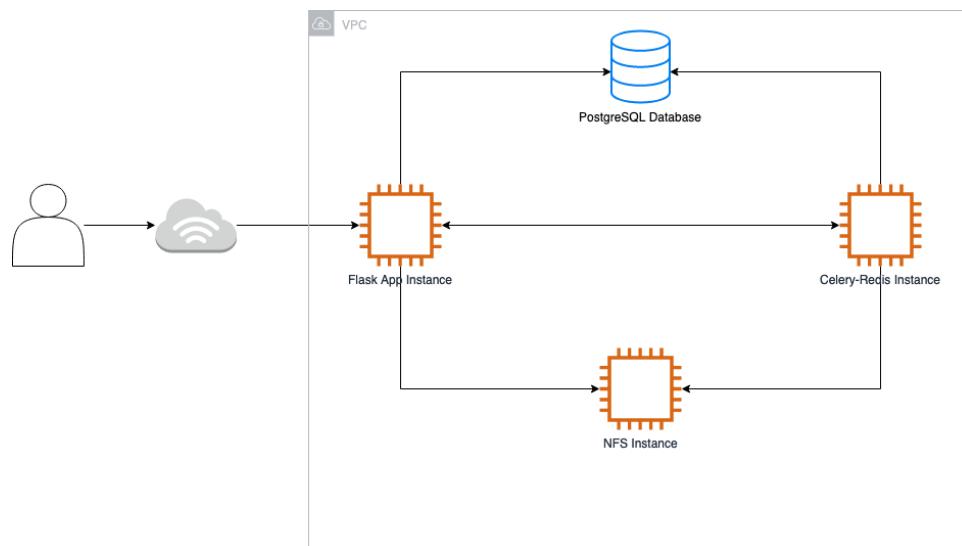 VPC
PostgreSQL Database
Flask App Instance
Celery-Redis Instance
NFS Instance